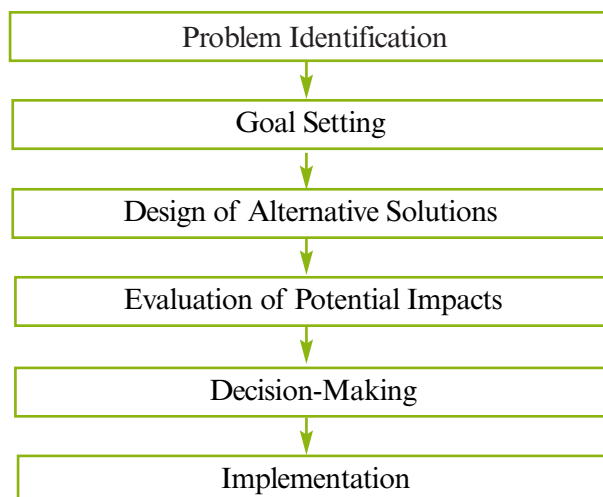 Problem Identification
Goal Setting
Design of Alternative Solutions
Evaluation of Potential Impacts
Decision-Making
Implementation